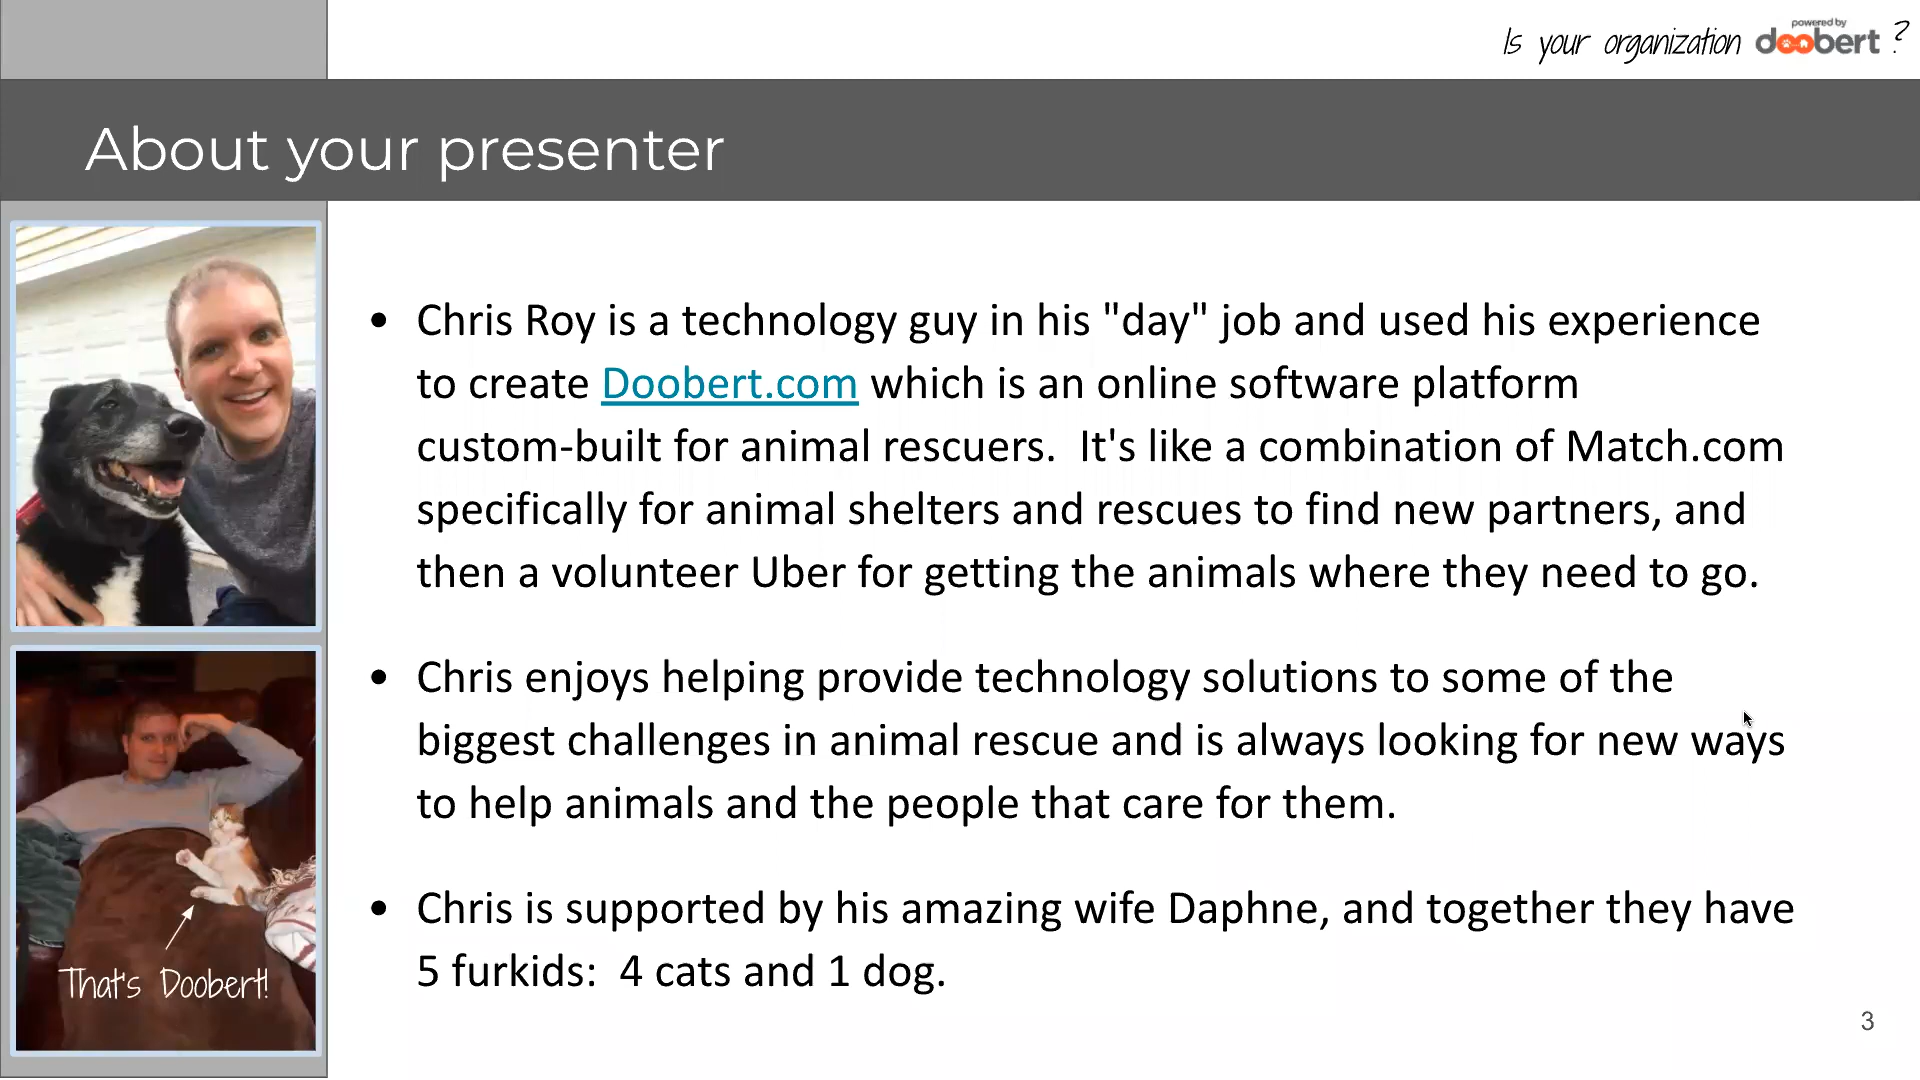 Is your organization powered by doobert ?
About your presenter
• Chris Roy is a technology guy in his "day" job and used his experience
to create Doobert.com which is an online software platform
custom-built for animal rescuers.  It's like a combination of Match.com
specifically for animal shelters and rescues to find new partners, and
then a volunteer Uber for getting the animals where they need to go.
• Chris enjoys helping provide technology solutions to some of the
biggest challenges in animal rescue and is always looking for new ways
to help animals and the people that care for them.
• Chris is supported by his amazing wife Daphne, and together they have
5 furkids:  4 cats and 1 dog.
That's Doobert!
3